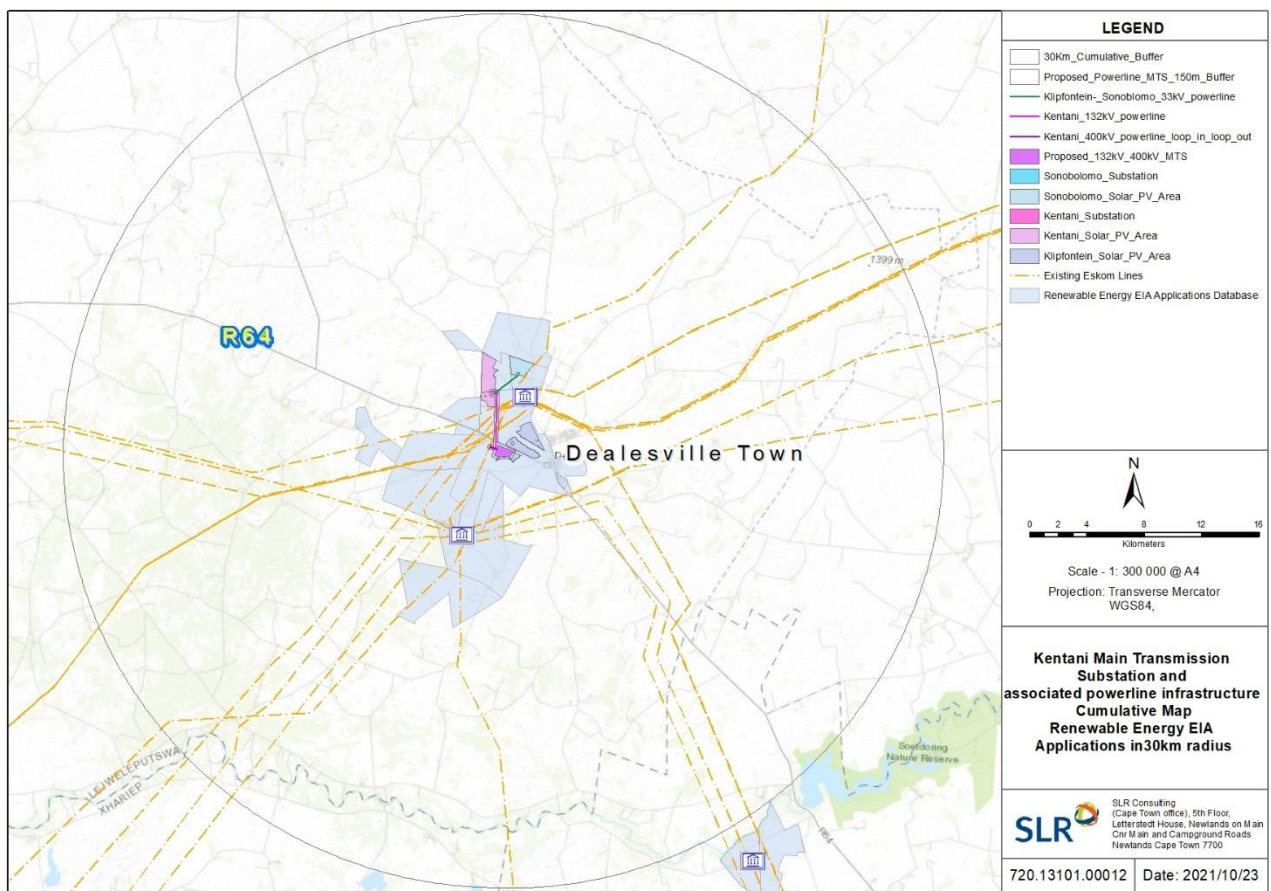 R64
1399 m
Dealesville Town
LEJWELEPUTSWA
XHARIEP
Soetdoring
Nature Reserve
R64
LEGEND
30Km_Cumulative_Buffer
Proposed_Powerline_MTS_150m_Buffer
Klipfontein-_Sonoblomo_33kV_powerline
Kentani_132kV_powerline
Kentani_400kV_powerline_loop_in_loop_out
Proposed_132kV_400kV_MTS
Sonobolomo_Substation
Sonobolomo_Solar_PV_Area
Kentani_Substation
Kentani_Solar_PV_Area
Klipfontein_Solar_PV_Area
Existing Eskom Lines
Renewable Energy EIA Applications Database
N
0 2 4 8 12 16
Kilometers
Scale - 1: 300 000 @ A4
Projection: Transverse Mercator
WGS84,
Kentani Main Transmission
Substation and
associated powerline infrastructure
Cumulative Map
Renewable Energy EIA
Applications in30km radius
SLR
SLR Consulting
(Cape Town office), 5th Floor,
Letterstedt House, Newlands on Main
Cnr Main and Campground Roads
Newlands Cape Town 7700
720.13101.00012
Date: 2021/10/23